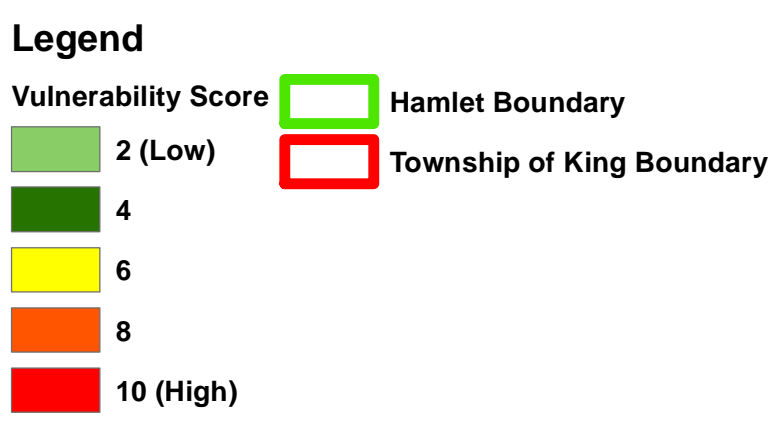 Legend
Vulnerability Score
2 (Low)
4
6
8
10 (High)
Hamlet Boundary
Township of King Boundary